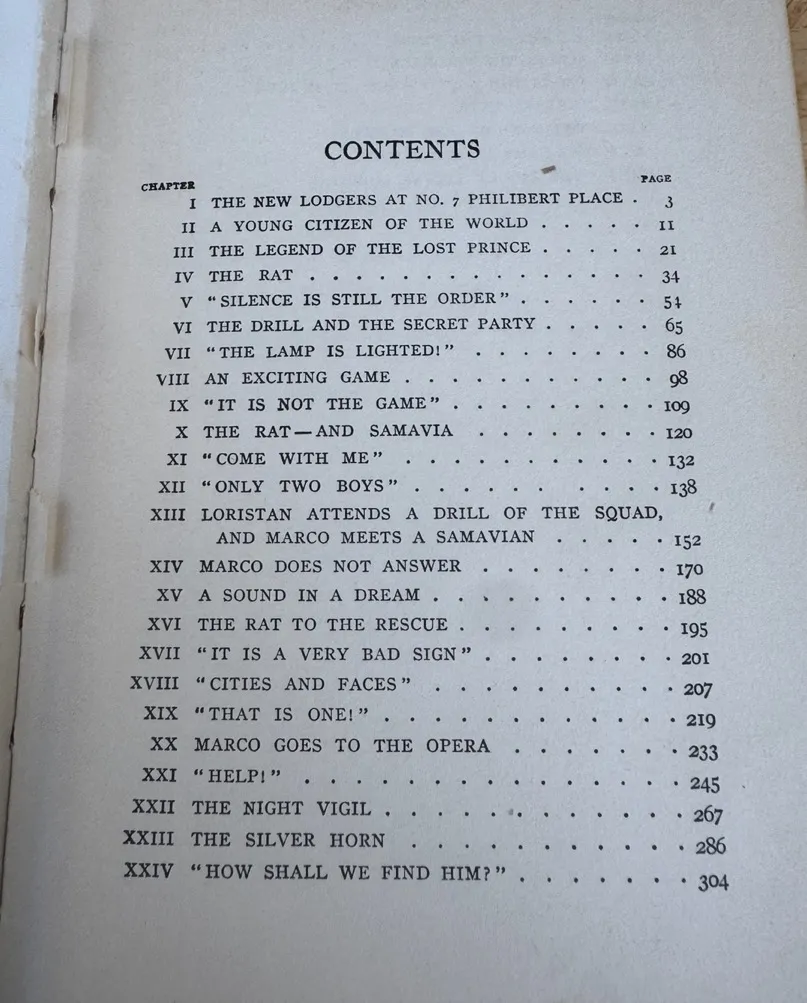 CONTENTS
CHAPTER PAGE
I THE NEW LODGERS AT NO. 7 PHILIBERT PLACE . 3
II A YOUNG CITIZEN OF THE WORLD . . . . . 11
III THE LEGEND OF THE LOST PRINCE . . . . . 21
IV THE RAT . . . . . . . . . . . . . . 34
V "SILENCE IS STILL THE ORDER" . . . . . . 54
VI THE DRILL AND THE SECRET PARTY . . . . . 65
VII "THE LAMP IS LIGHTED!" . . . . . . . . 86
VIII AN EXCITING GAME . . . . . . . . . . . 98
IX "IT IS NOT THE GAME" . . . . . . . . . 109
X THE RAT—AND SAMAVIA . . . . . . . . 120
XI "COME WITH ME" . . . . . . . . . . . 132
XII "ONLY TWO BOYS" . . . . . . . . . . 138
XIII LORISTAN ATTENDS A DRILL OF THE SQUAD,
AND MARCO MEETS A SAMAVIAN . . . . . 152
XIV MARCO DOES NOT ANSWER . . . . . . . . 170
XV A SOUND IN A DREAM . . . . . . . . . . 188
XVI THE RAT TO THE RESCUE . . . . . . . . . 195
XVII "IT IS A VERY BAD SIGN" . . . . . . . . 201
XVIII "CITIES AND FACES" . . . . . . . . . . 207
XIX "THAT IS ONE!" . . . . . . . . . . . . 219
XX MARCO GOES TO THE OPERA . . . . . . . 233
XXI "HELP!" . . . . . . . . . . . . . . . 245
XXII THE NIGHT VIGIL . . . . . . . . . . . . 267
XXIII THE SILVER HORN . . . . . . . . . . . 286
XXIV "HOW SHALL WE FIND HIM?" . . . . . . . 304